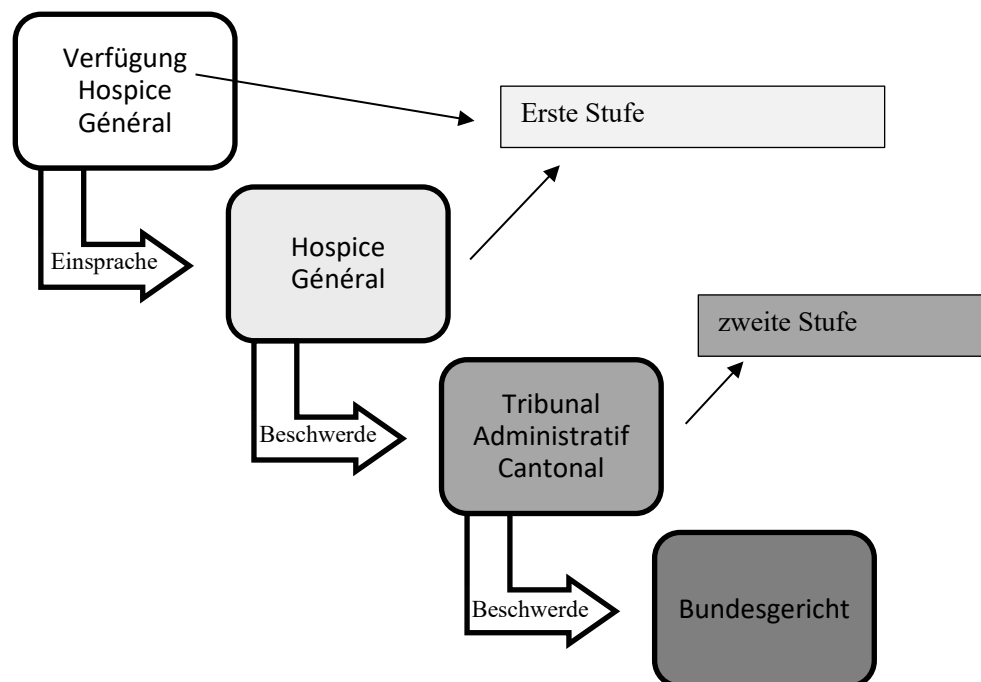 Verfügung
Hospice
Général
Erste Stufe
Einsprache
Hospice
Général
zweite Stufe
Beschwerde
Tribunal
Administratif
Cantonal
Beschwerde
Bundesgericht